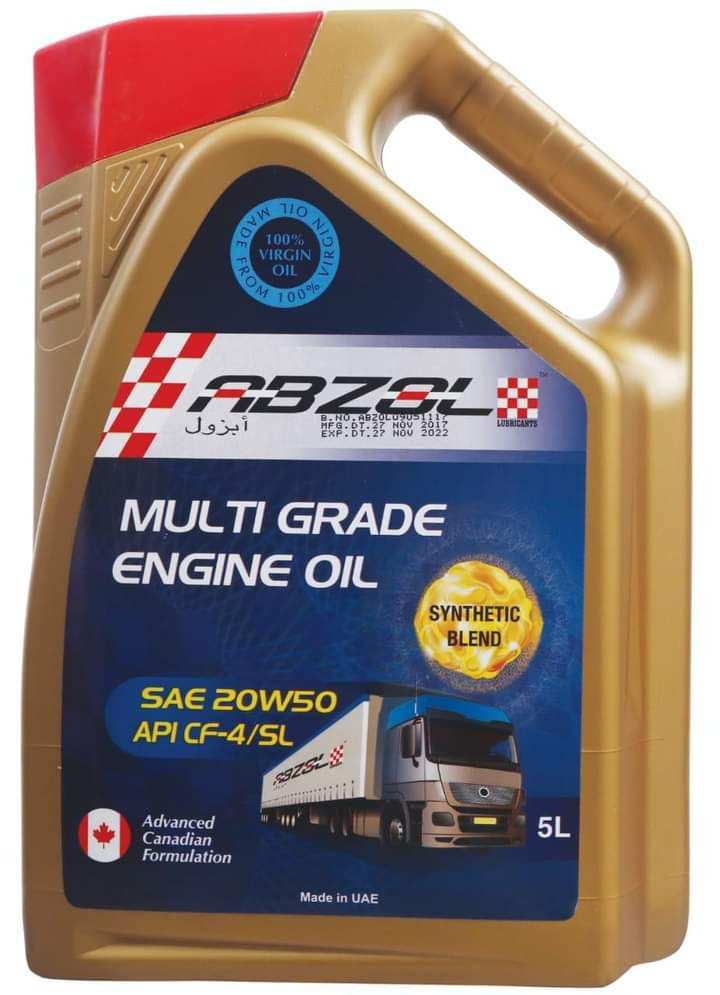 MADE FROM 100% VIRGIN OIL
100%
VIRGIN
OIL
ABZOL
™
أبزول
B.NO.ABZOL09051117
MFG.DT.27 NOV 2017
EXP.DT.27 NOV 2022
LUBRICANTS
MULTI GRADE
ENGINE OIL
SYNTHETIC
BLEND
SAE 20W50
API CF-4/SL
ABZOL
5L
Advanced
Canadian
Formulation
Made in UAE